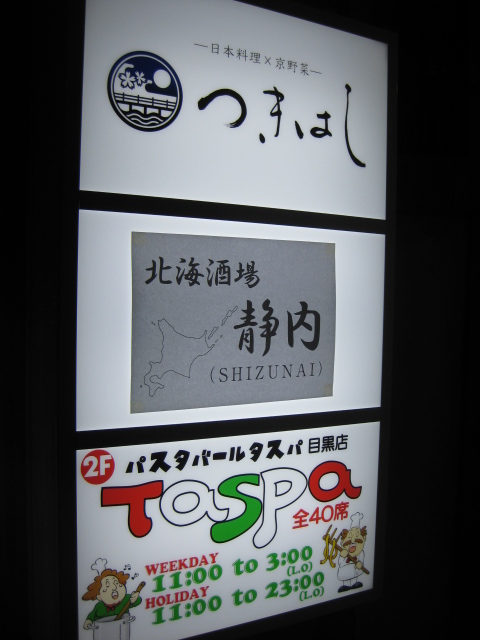 ―日本料理×京野菜―
つきはし
北海酒場
静内
(SHIZUNAI)
2F パスタバールタスパ 目黒店
Taspa
全40席
WEEKDAY
11:00 to 3:00
(L.O)
HOLIDAY
11:00 to 23:00
(L.O)